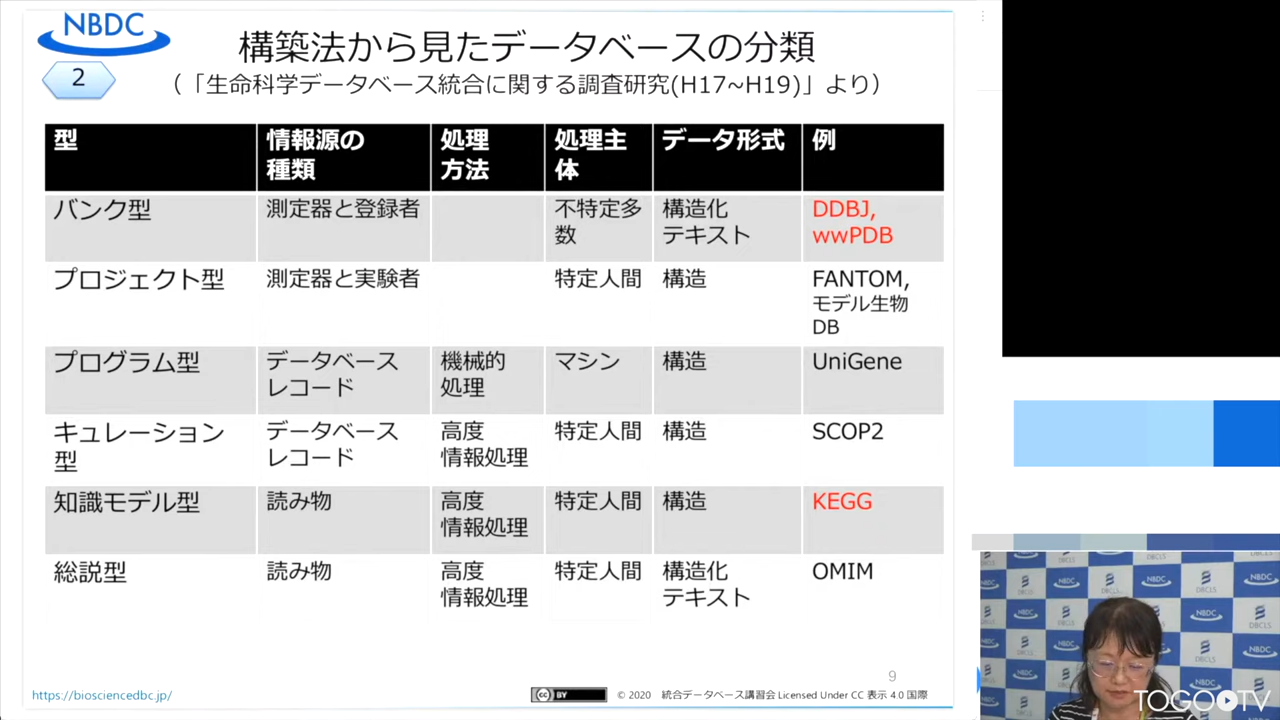 NBDC
2
構築法から見たデータベースの分類
(「生命科学データベース統合に関する調査研究(H17~H19)」より)
型
情報源の
種類
処理
方法
処理主
体
データ形式
例
バンク型
測定器と登録者
不特定多
数
構造化
テキスト
DDBJ,
wwPDB
プロジェクト型
測定器と実験者
特定人間
構造
FANTOM,
モデル生物
DB
プログラム型
データベース
レコード
機械的
処理
マシン
構造
UniGene
キュレーション
型
データベース
レコード
高度
情報処理
特定人間
構造
SCOP2
知識モデル型
読み物
高度
情報処理
特定人間
構造
KEGG
総説型
読み物
高度
情報処理
特定人間
構造化
テキスト
OMIM
9
https://biosciencedbc.jp/
cc BY
© 2020 統合データベース講習会 Licensed Under CC 表示 4.0 国際
NBDC
DBCLS
TOGO TV